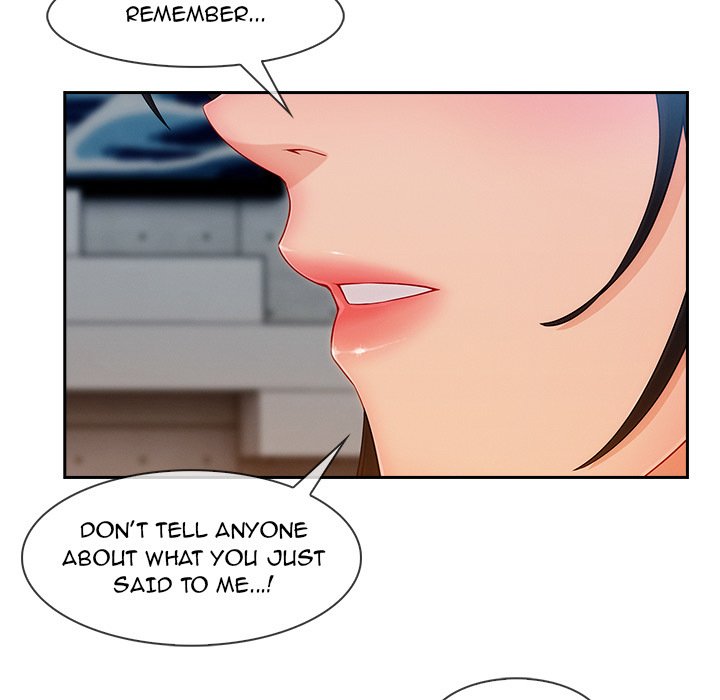 REMEMBER...
DON'T TELL ANYONE
ABOUT WHAT YOU JUST
SAID TO ME...!